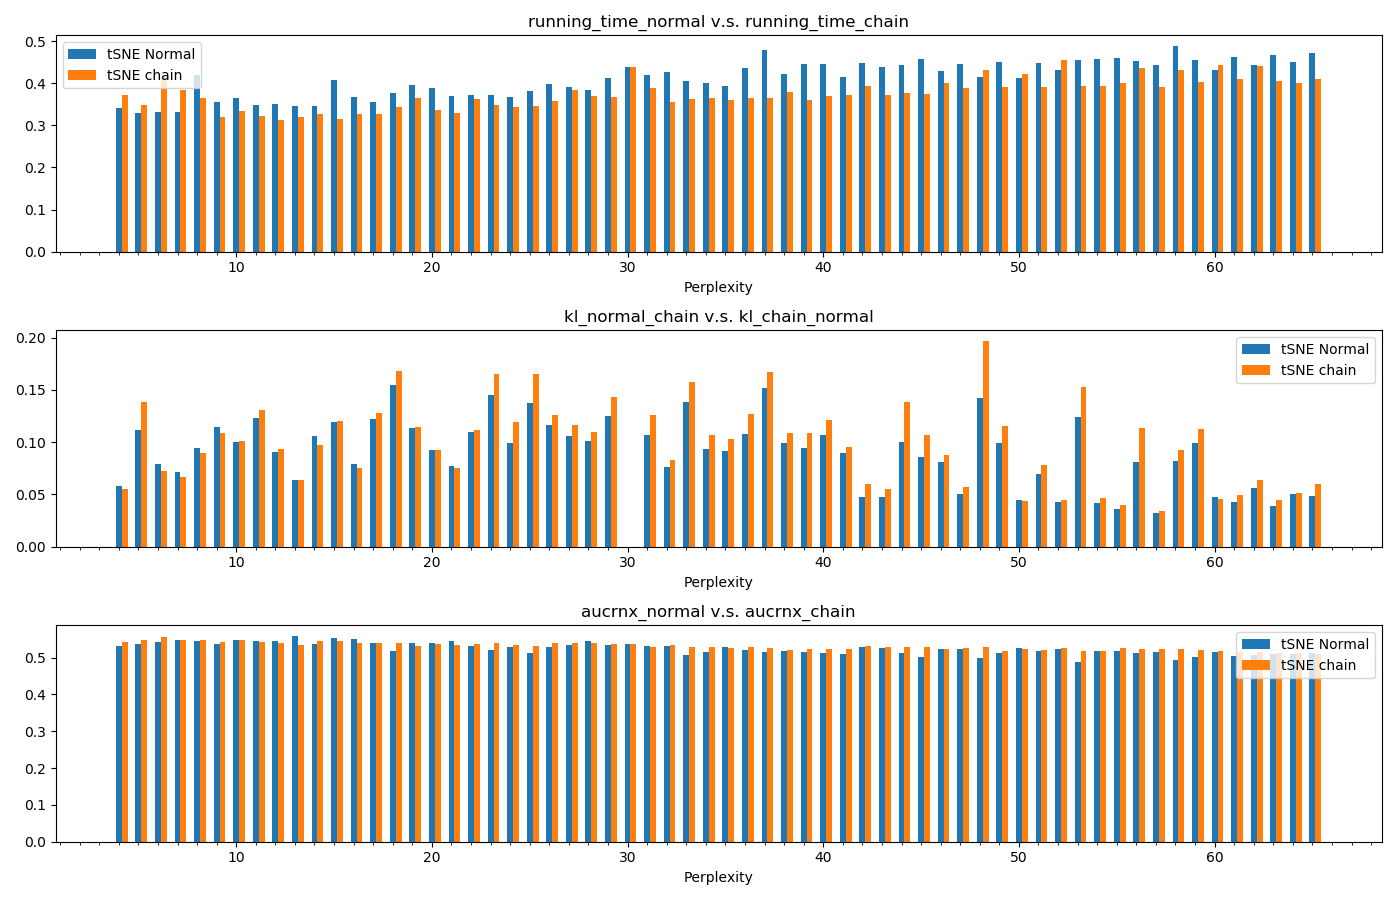 running_time_normal v.s. running_time_chain
0.5
0.4
0.3
0.2
0.1
0.0
tSNE Normal
tSNE chain
10 20 30 40 50 60
Perplexity
kl_normal_chain v.s. kl_chain_normal
0.20
0.15
0.10
0.05
0.00
tSNE Normal
tSNE chain
10 20 30 40 50 60
Perplexity
aucrnx_normal v.s. aucrnx_chain
0.5
0.4
0.3
0.2
0.1
0.0
tSNE Normal
tSNE chain
10 20 30 40 50 60
Perplexity